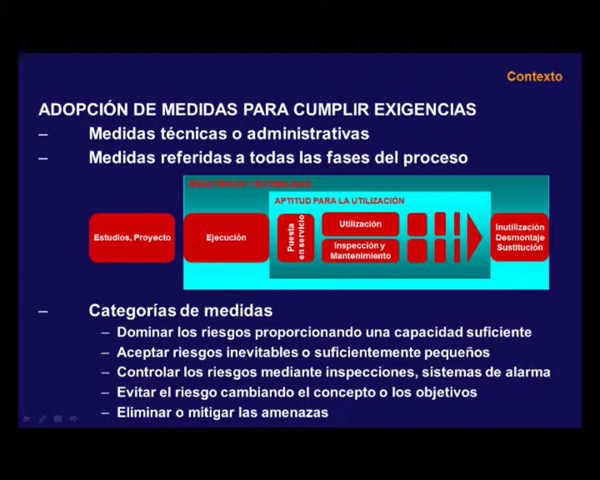 Contexto
ADOPCIÓN DE MEDIDAS PARA CUMPLIR EXIGENCIAS
– Medidas técnicas o administrativas
– Medidas referidas a todas las fases del proceso
APTITUD PARA LA UTILIZACIÓN
Estudios, Proyecto
Ejecución
Puesta
en servicio
Utilización
Inspección y
Mantenimiento
Inutilización
Desmontaje
Sustitución
– Categorías de medidas
– Dominar los riesgos proporcionando una capacidad suficiente
– Aceptar riesgos inevitables o suficientemente pequeños
– Controlar los riesgos mediante inspecciones, sistemas de alarma
– Evitar el riesgo cambiando el concepto o los objetivos
– Eliminar o mitigar las amenazas